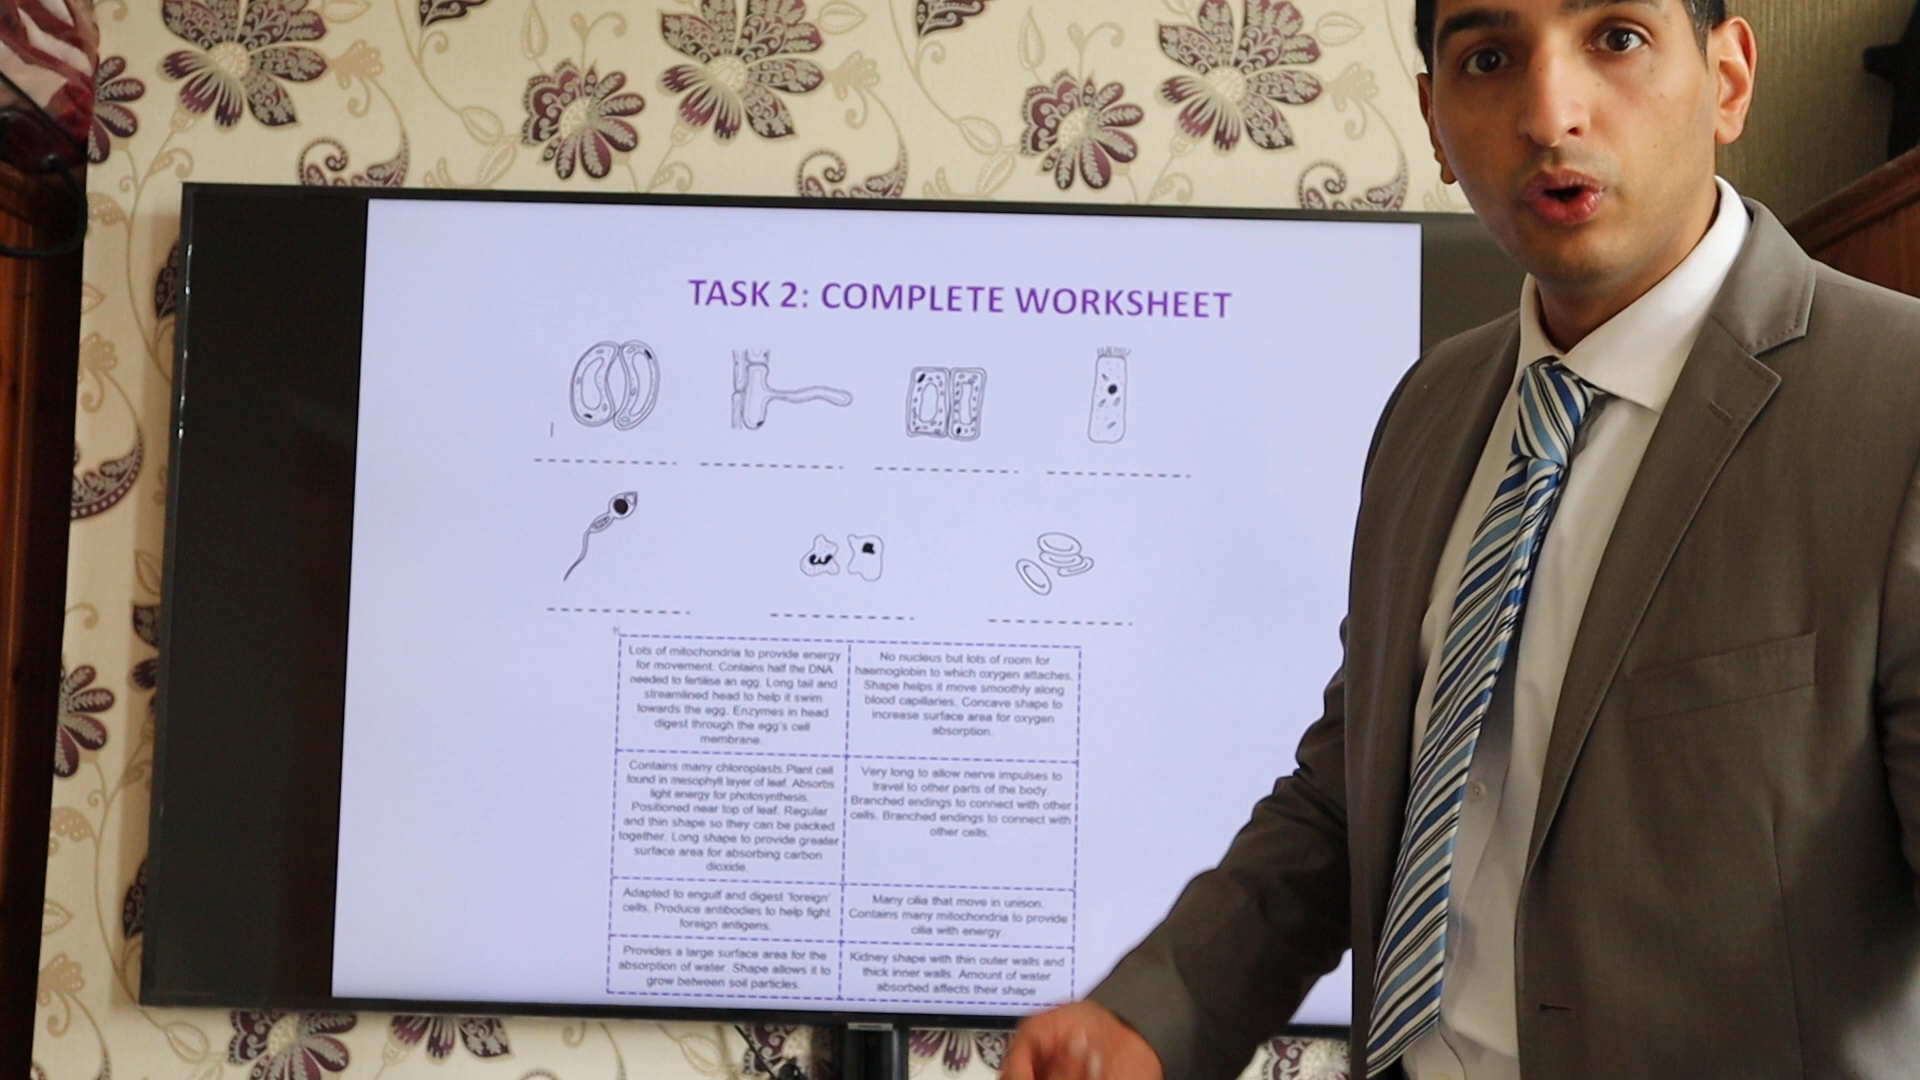 TASK 2: COMPLETE WORKSHEET
Lots of mitochondria to provide energy
for movement. Contains half the DNA
needed to fertilise an egg. Long tail and
streamlined head to help it swim
towards the egg. Enzymes in head
digest through the egg's cell
membrane.
No nucleus but lots of room for
haemoglobin to which oxygen attaches.
Shape helps it move smoothly along
blood capillaries. Concave shape to
increase surface area for oxygen
absorption.
Contains many chloroplasts. Plant cell
found in mesophyll layer of leaf. Absorbs
light energy for photosynthesis.
Positioned near top of leaf. Regular
and thin shape so they can be packed
together. Long shape to provide greater
surface area for absorbing carbon
dioxide.
Very long to allow nerve impulses to
travel to other parts of the body.
Branched endings to connect with other
cells. Branched endings to connect with
other cells.
Adapted to engulf and digest 'foreign'
cells. Produce antibodies to help fight
foreign antigens.
Many cilia that move in unison.
Contains many mitochondria to provide
cilia with energy.
Provides a large surface area for the
absorption of water. Shape allows it to
grow between soil particles.
Kidney shape with thin outer walls and
thick inner walls. Amount of water
absorbed affects their shape